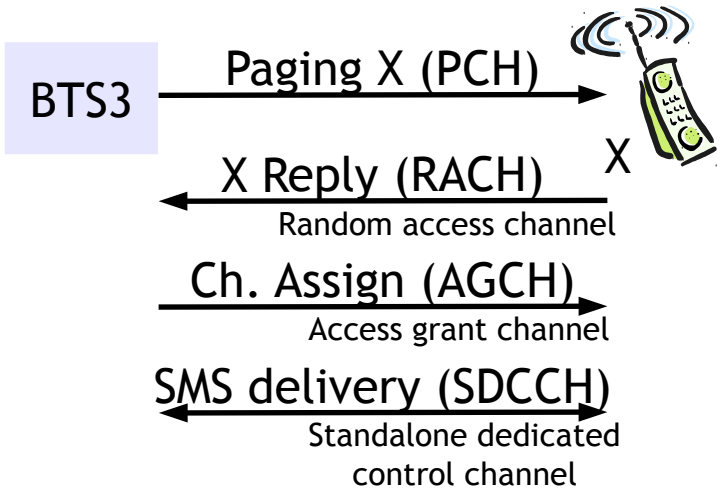 Paging X (PCH)
BTS3
X
X Reply (RACH)
Random access channel
Ch. Assign (AGCH)
Access grant channel
SMS delivery (SDCCH)
Standalone dedicated
control channel